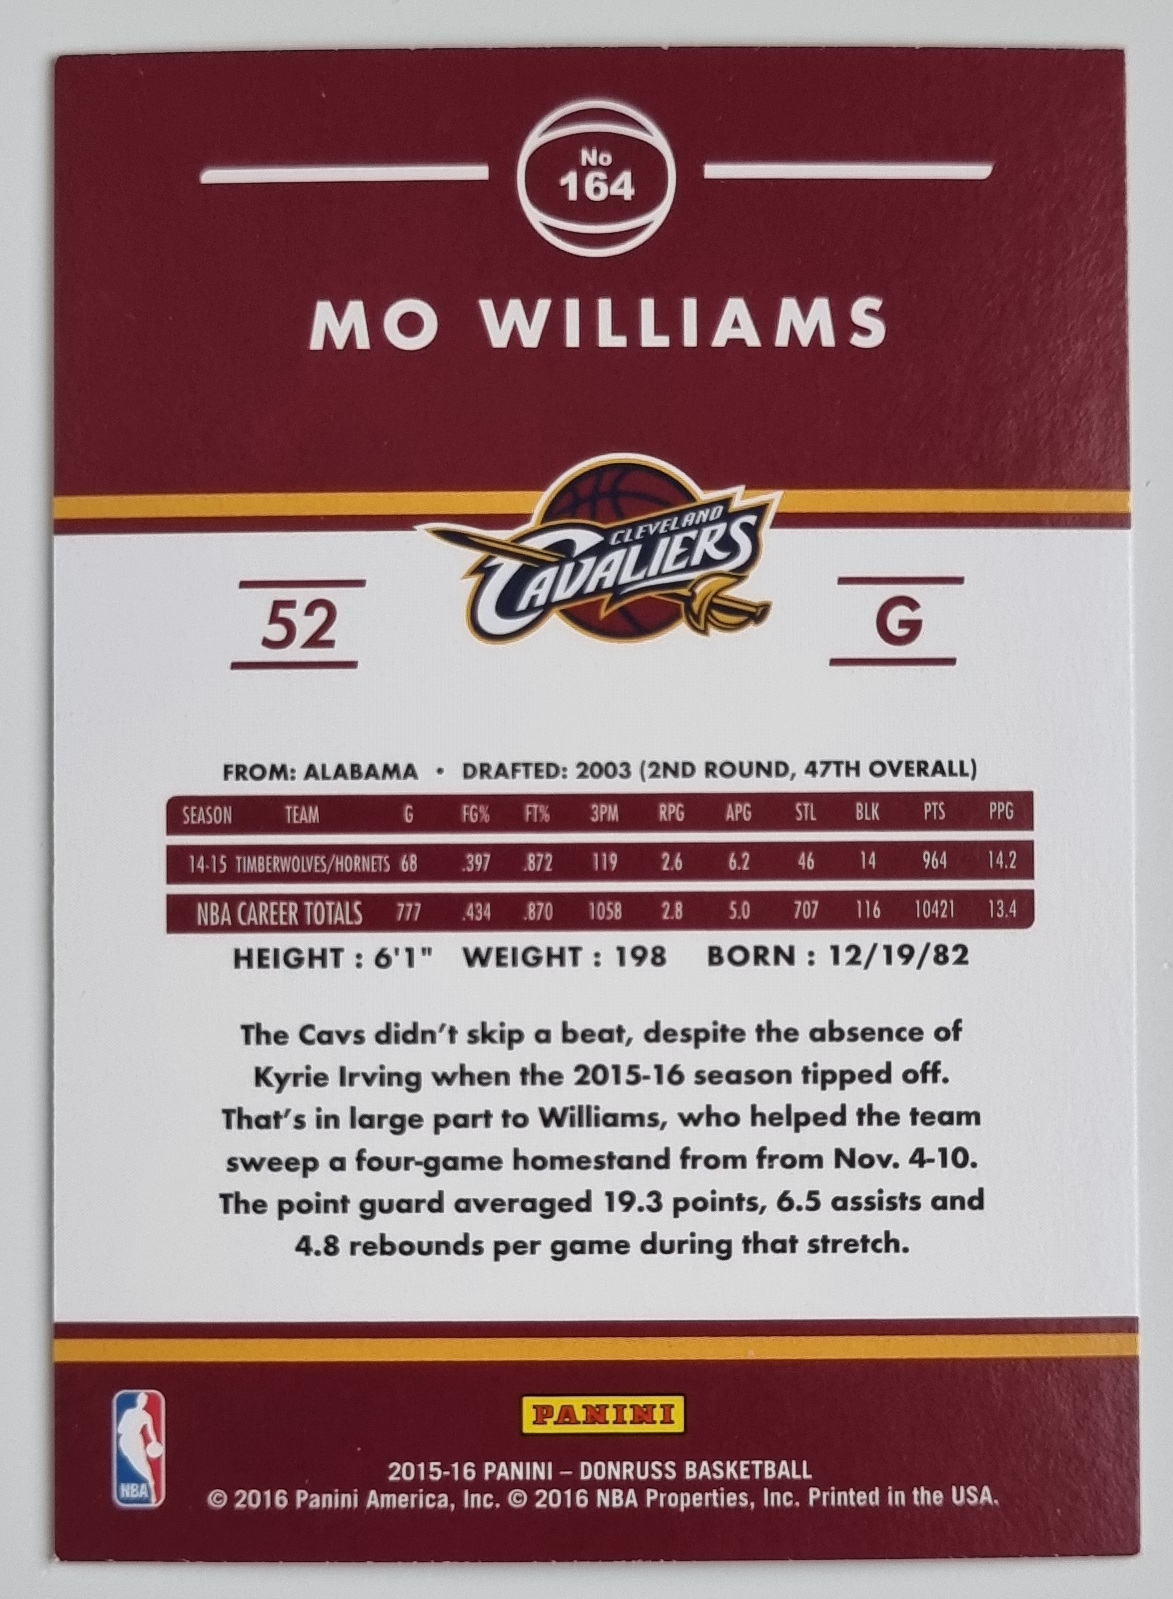 No
164
MO WILLIAMS
CLEVELAND
CAVALIERS
52
G
FROM: ALABAMA • DRAFTED: 2003 (2ND ROUND, 47TH OVERALL)
SEASON TEAM G FG% FT% 3PM RPG APG STL BLK PTS PPG
14-15 TIMBERWOLVES/HORNETS 68 .397 .872 119 2.6 6.2 46 14 964 14.2
NBA CAREER TOTALS 777 .434 .870 1058 2.8 5.0 707 116 10421 13.4
HEIGHT : 6'1" WEIGHT : 198 BORN : 12/19/82
The Cavs didn't skip a beat, despite the absence of
Kyrie Irving when the 2015-16 season tipped off.
That's in large part to Williams, who helped the team
sweep a four-game homestand from from Nov. 4-10.
The point guard averaged 19.3 points, 6.5 assists and
4.8 rebounds per game during that stretch.
PANINI
NBA
2015-16 PANINI – DONRUSS BASKETBALL
© 2016 Panini America, Inc. © 2016 NBA Properties, Inc. Printed in the USA.